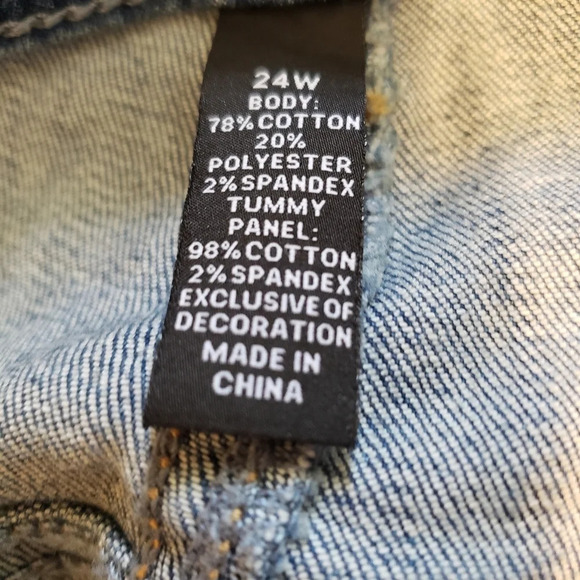 24W
BODY:
78% COTTON
20%
POLYESTER
2% SPANDEX
TUMMY
PANEL:
98% COTTON
2% SPANDEX
EXCLUSIVE OF
DECORATION
MADE IN
CHINA